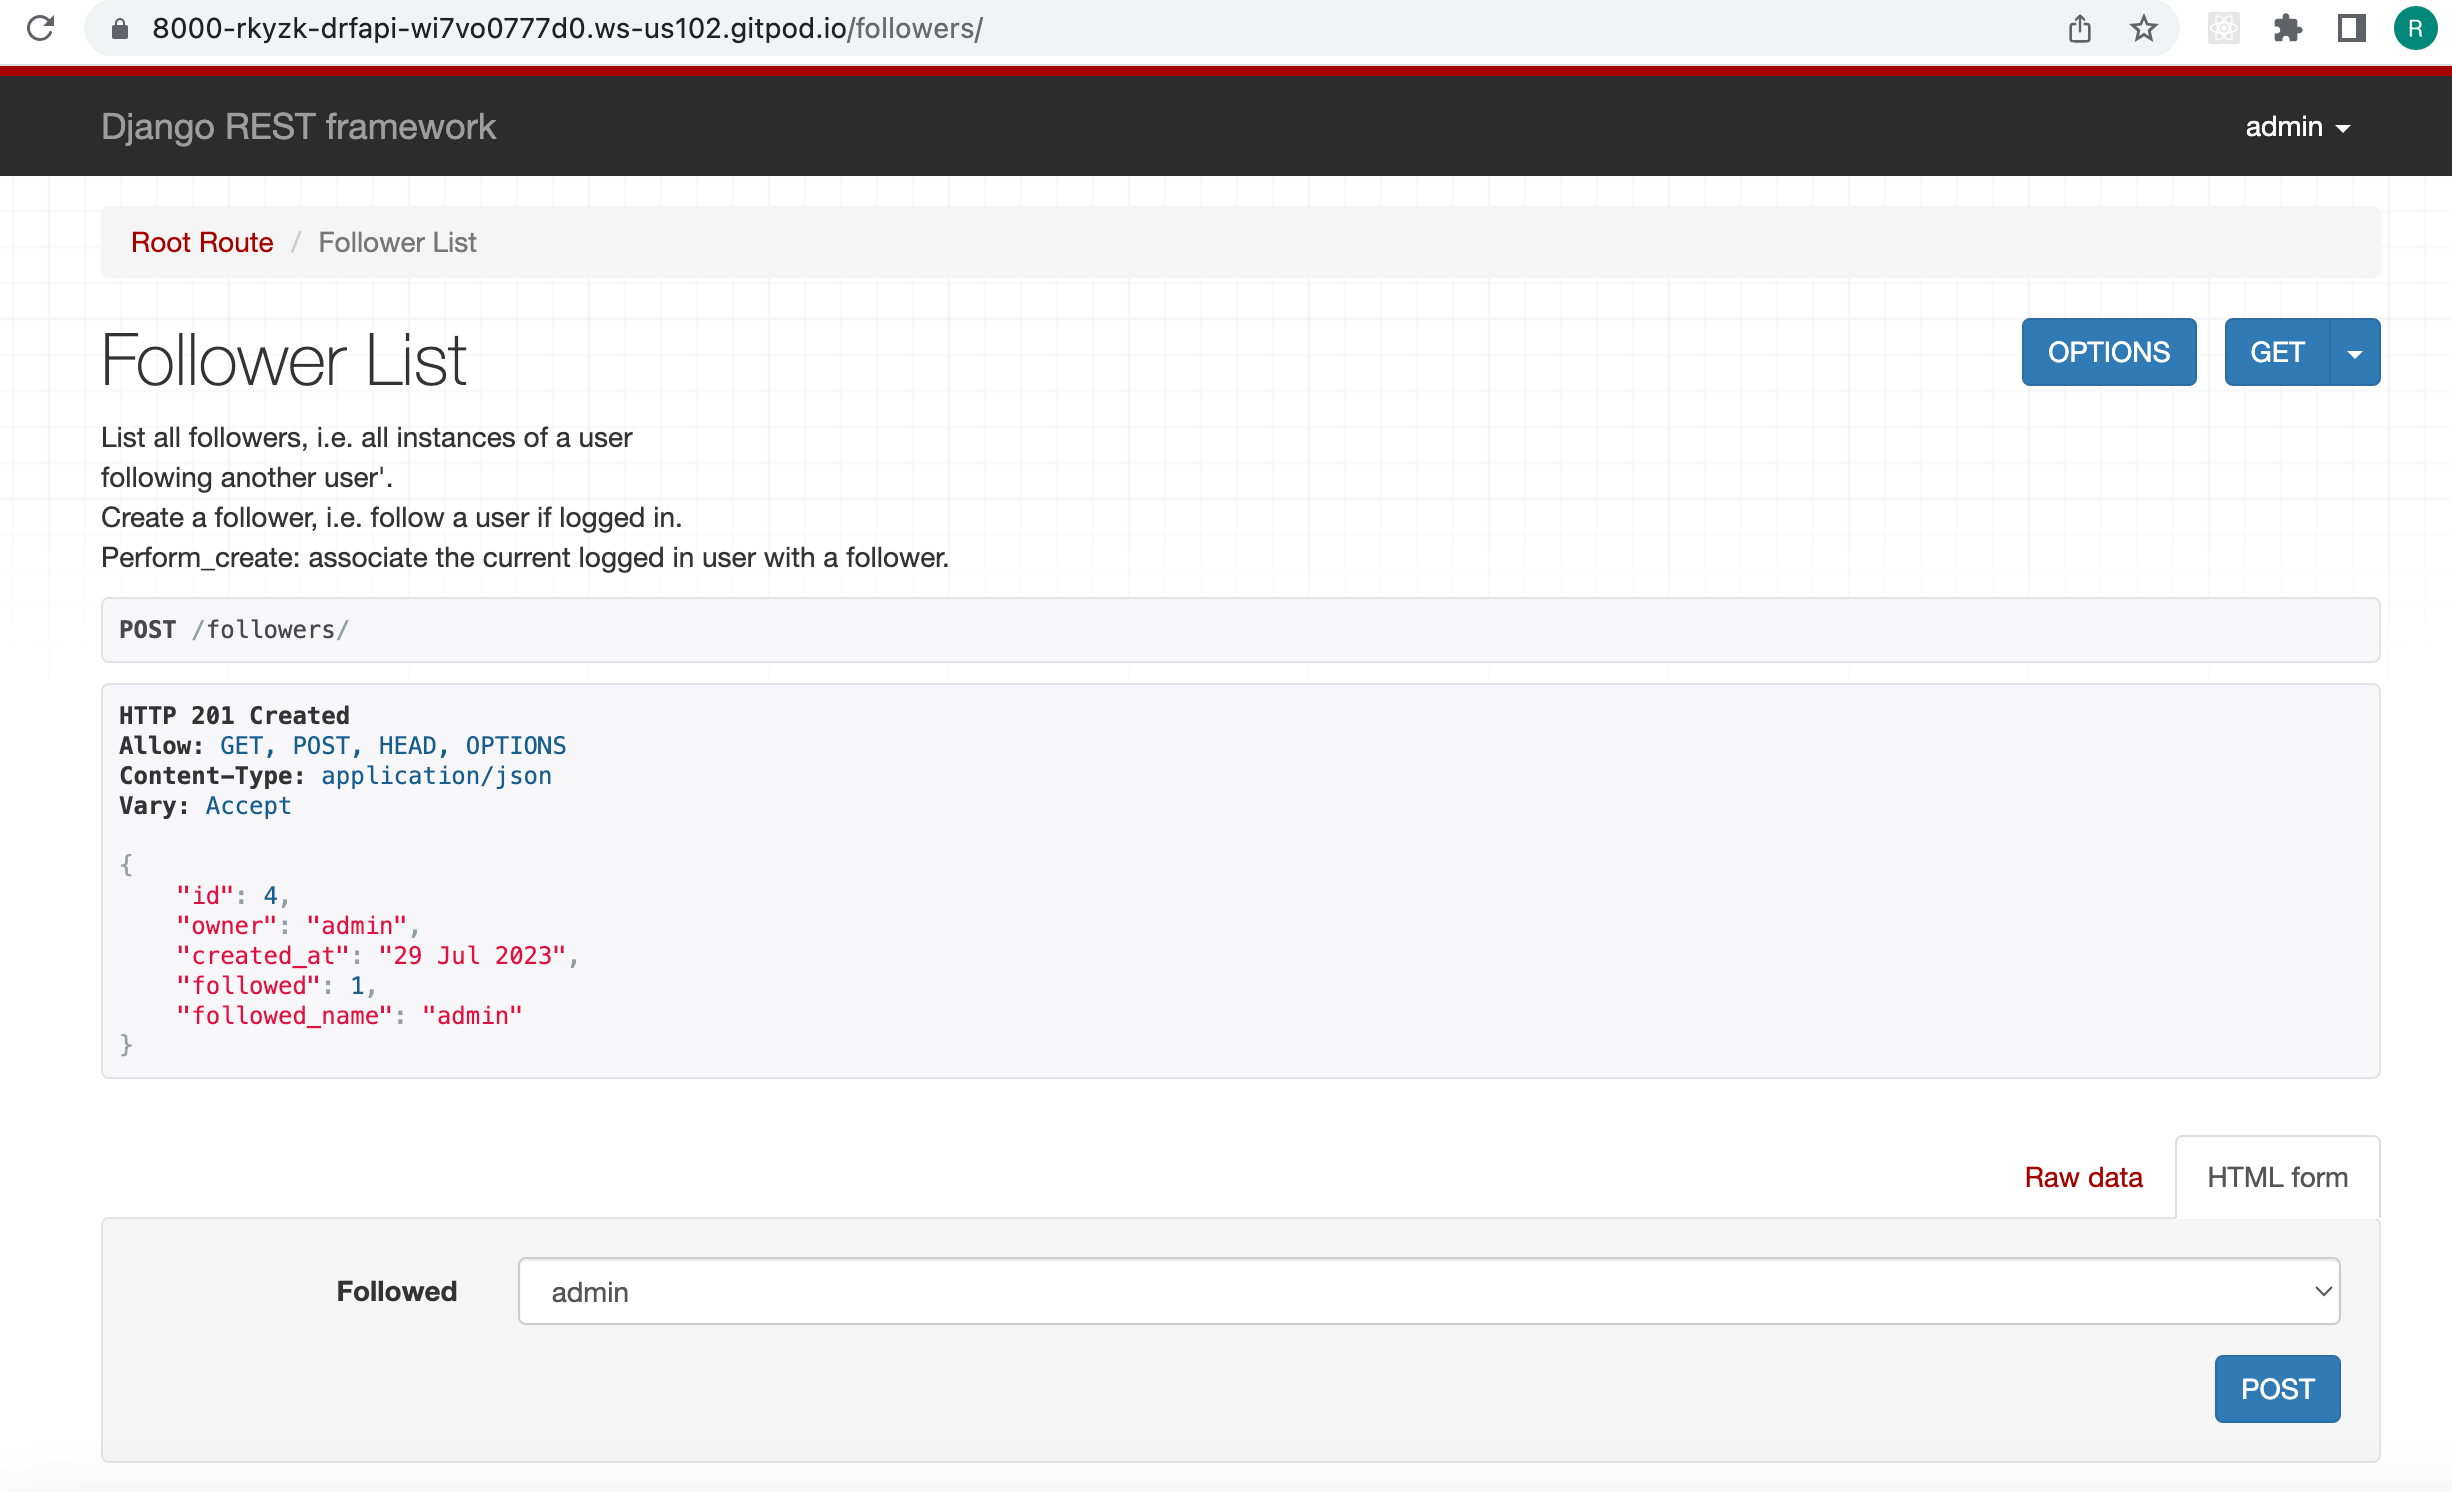 8000-rkyzk-drfapi-wi7vo0777d0.ws-us102.gitpod.io/followers/
R
Django REST framework
admin
Root Route / Follower List
Follower List
OPTIONS
GET
List all followers, i.e. all instances of a user
following another user'.
Create a follower, i.e. follow a user if logged in.
Perform_create: associate the current logged in user with a follower.
POST /followers/
HTTP 201 Created
Allow: GET, POST, HEAD, OPTIONS
Content-Type: application/json
Vary: Accept
{
    "id": 4,
    "owner": "admin",
    "created_at": "29 Jul 2023",
    "followed": 1,
    "followed_name": "admin"
}
Raw data
HTML form
Followed
admin
POST